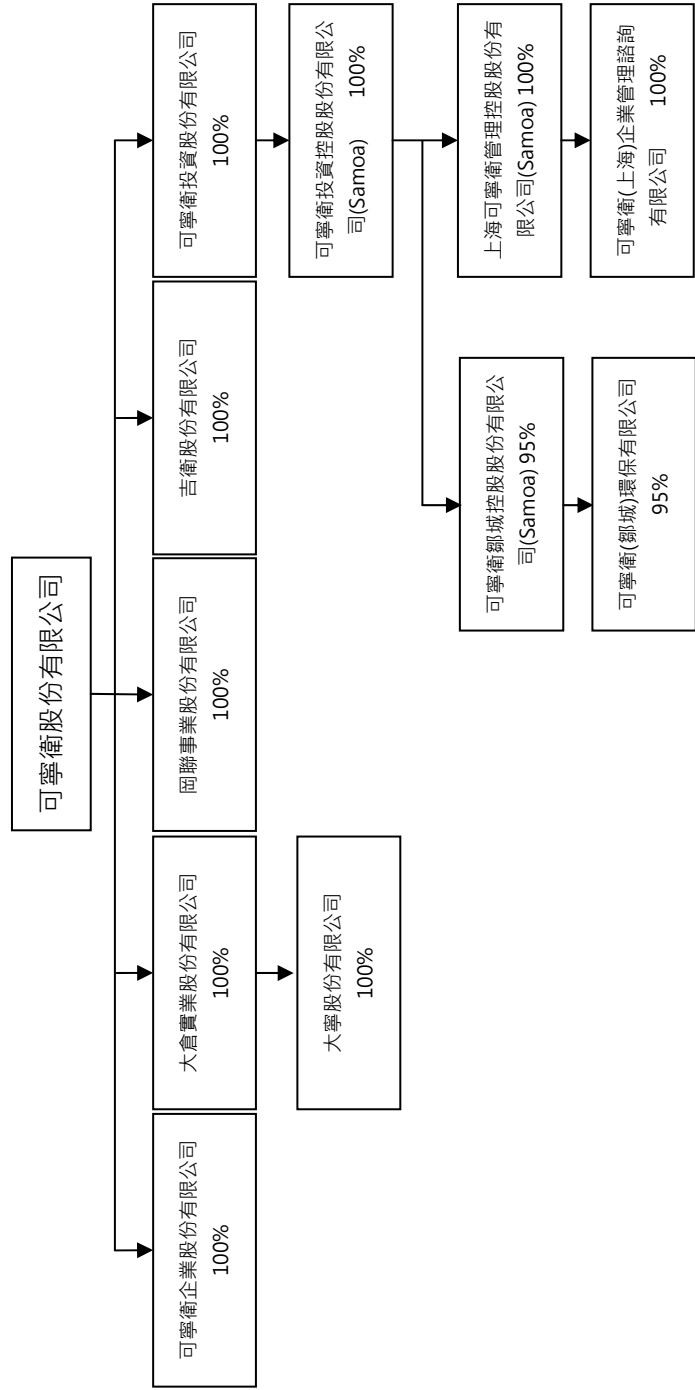 可寧衛股份有限公司
可寧衛企業股份有限公司
100%
大倉實業股份有限公司
100%
岡聯事業股份有限公司
100%
吉衛股份有限公司
100%
可寧衛投資股份有限公司
100%
大寧股份有限公司
100%
可寧衛投資控股股份有限公
司(Samoa) 100%
可寧衛鄒城控股股份有限公
司(Samoa) 95%
上海可寧衛管理控股股份有
限公司(Samoa) 100%
可寧衛(鄒城)環保有限公司
95%
可寧衛(上海)企業管理諮詢
有限公司 100%